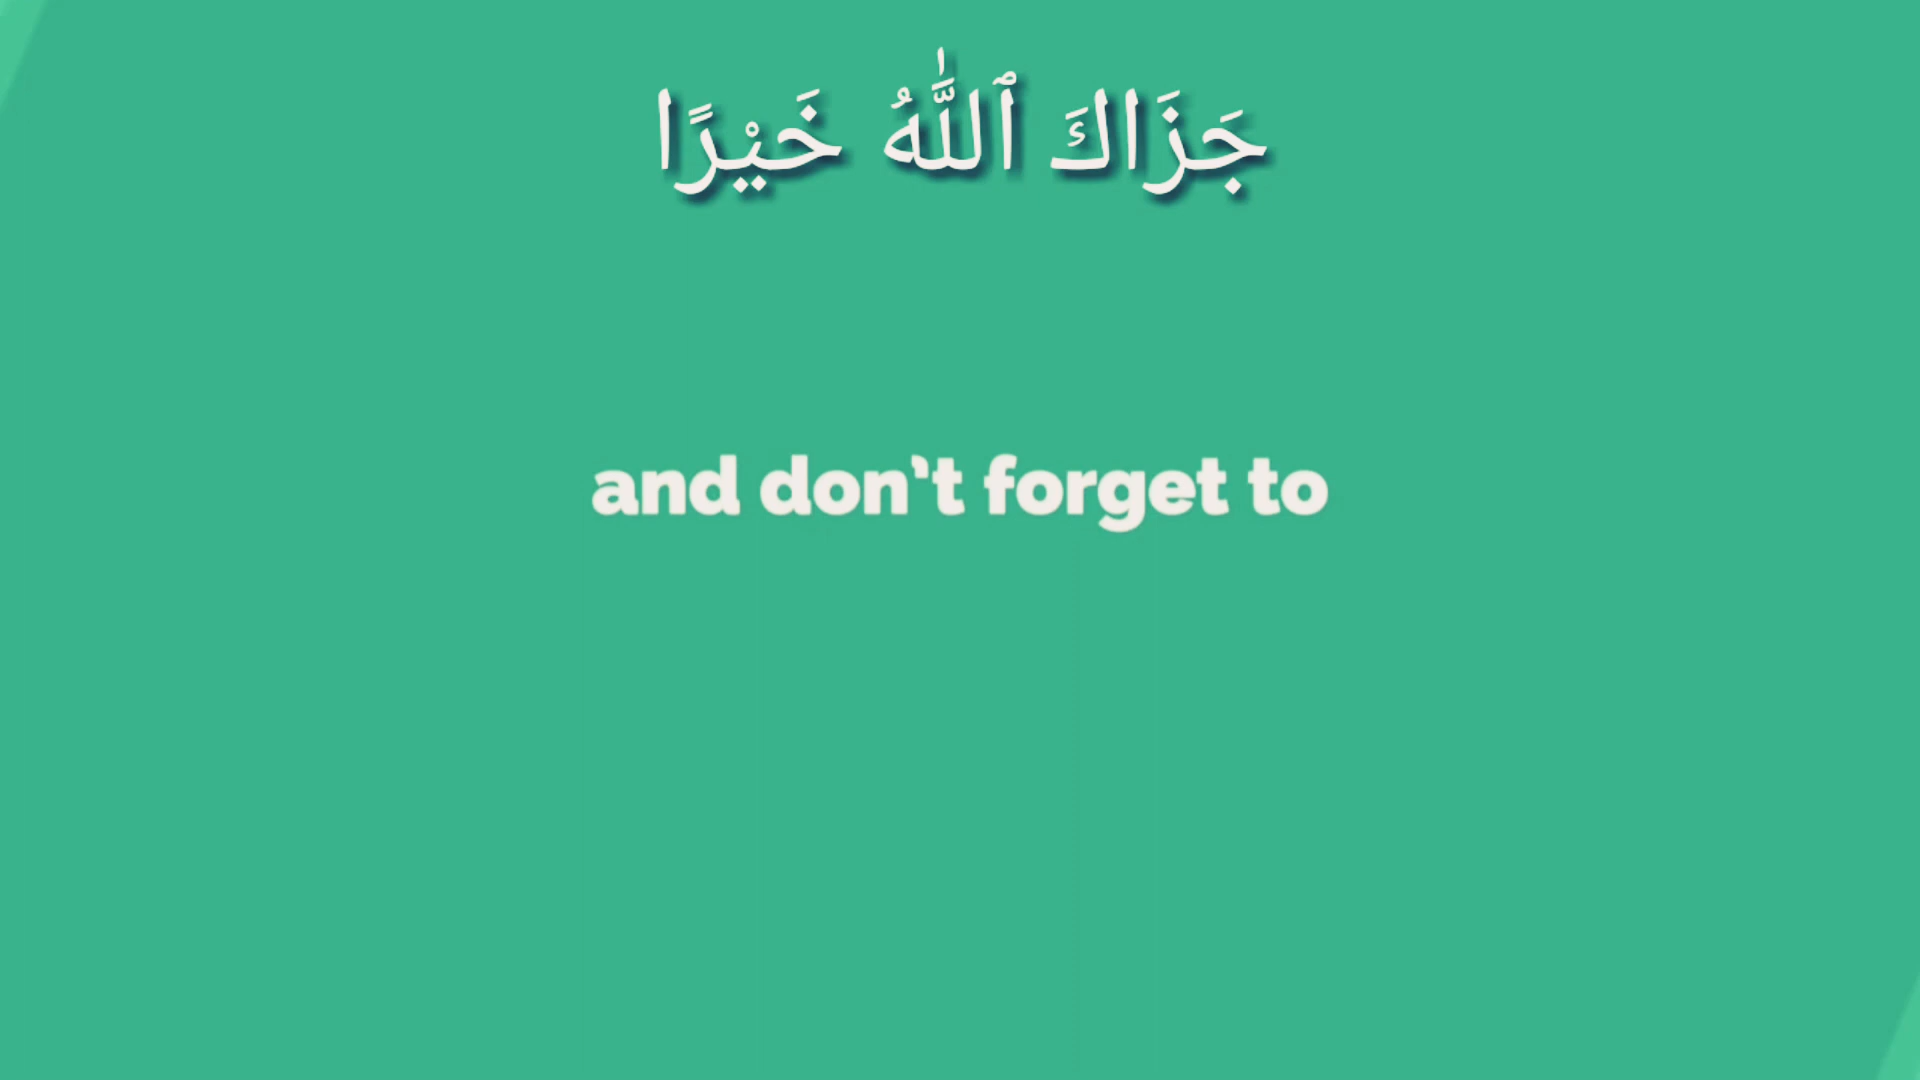 جَزَاكَ ٱللَّٰهُ خَيْرًا
and don't forget to